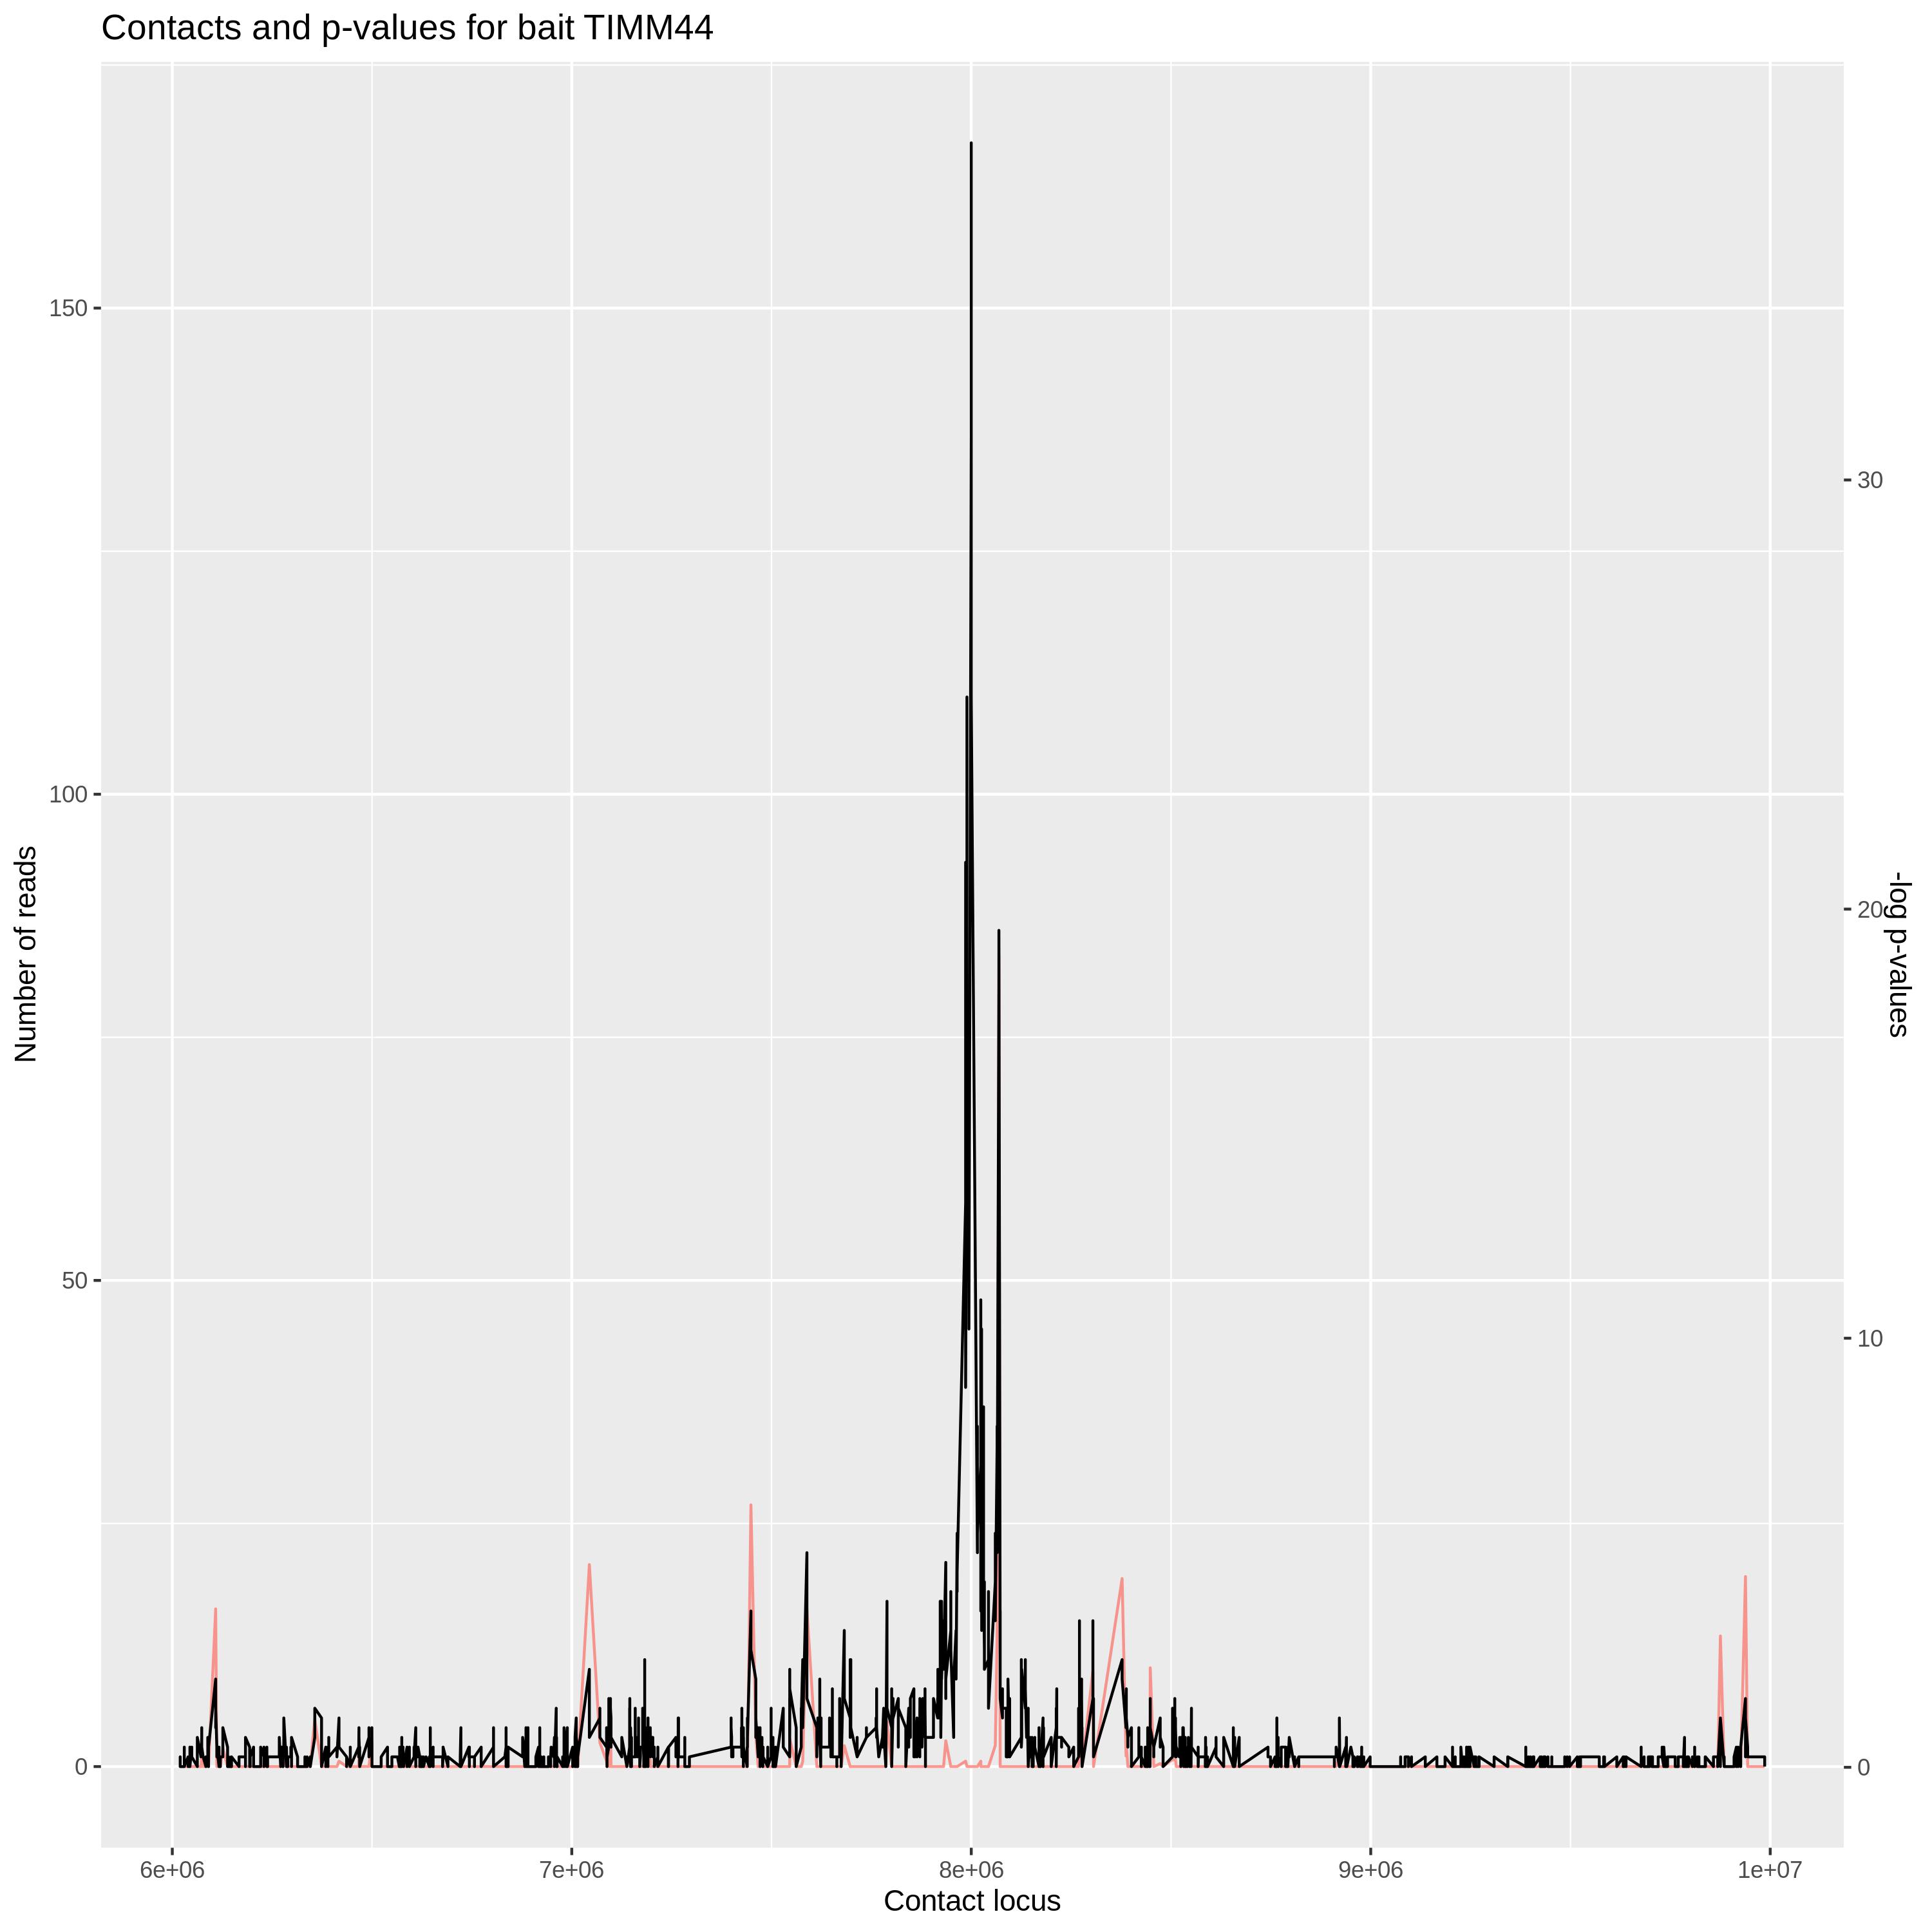 Contacts and p-values for bait TIMM44
Number of reads
150
100
50
0
30
20
10
0
-log p-values
6e+06
7e+06
8e+06
9e+06
1e+07
Contact locus